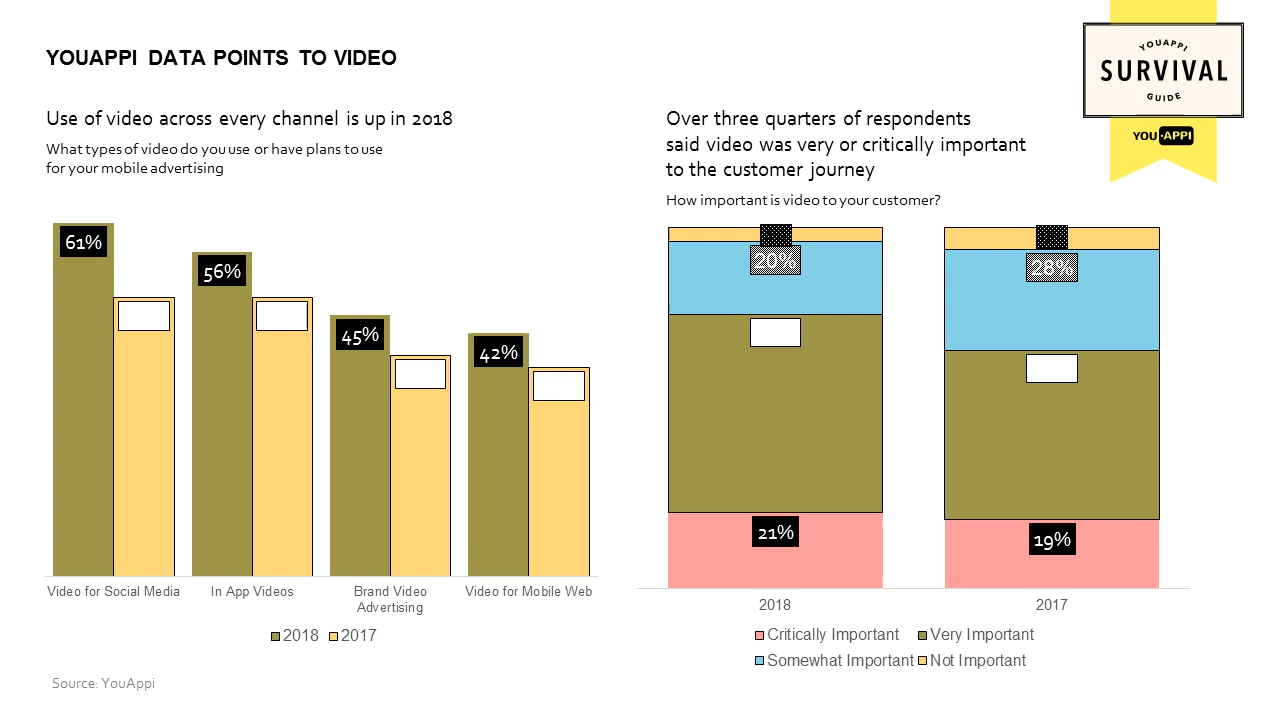 YOUAPPI DATA POINTS TO VIDEO
YOUAPPI
SURVIVAL
GUIDE
YOU APPI
Use of video across every channel is up in 2018
What types of video do you use or have plans to use
for your mobile advertising
61%
56%
45%
42%
Video for Social Media
In App Videos
Brand Video
Advertising
Video for Mobile Web
2018
2017
Over three quarters of respondents
said video was very or critically important
to the customer journey
How important is video to your customer?
20%
28%
21%
19%
2018
2017
Critically Important
Very Important
Somewhat Important
Not Important
Source: YouAppi